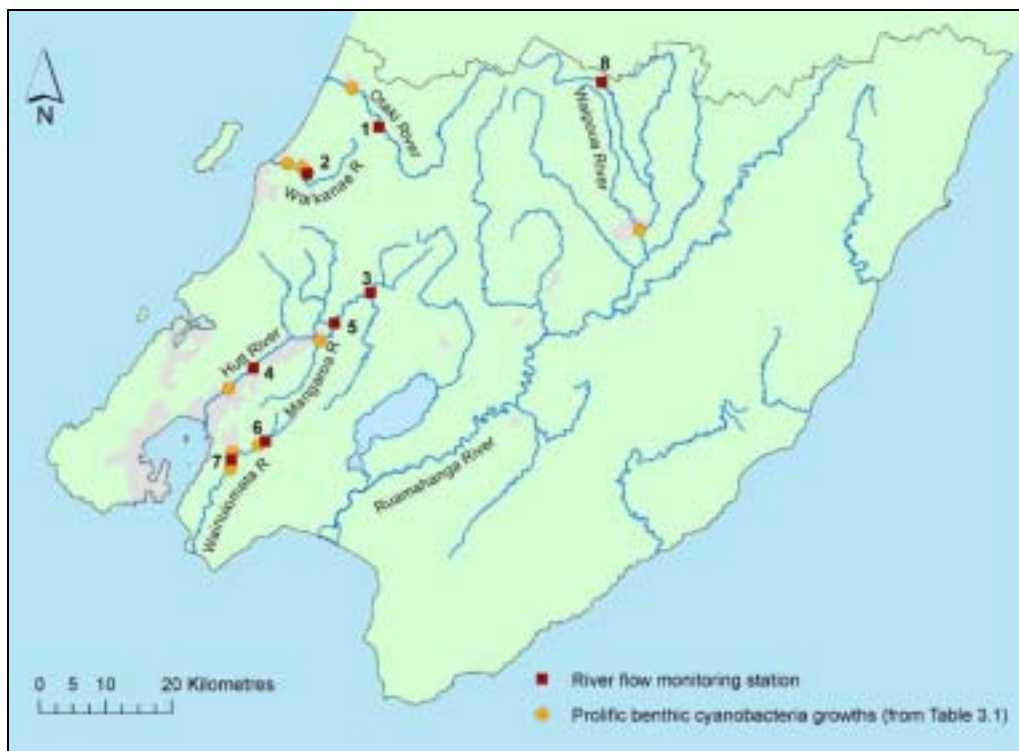 N
8
Otaki River
1
Waipoua River
2
Waikanae R
3
5
Hutt River
4
Mangaroa R
6
7
Wainuiomata R
Ruamahanga River
0 5 10 20 Kilometres
River flow monitoring station
Prolific benthic cyanobacteria growths (from Table 3.1)